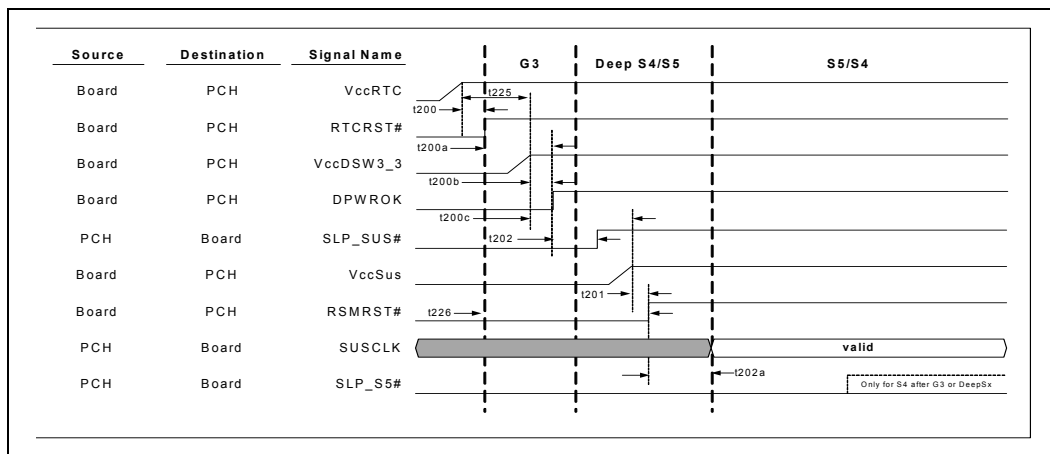 Source Destination Signal Name G3 Deep S4/S5 S5/S4
Board PCH VccRTC
t225
t200
Board PCH RTCRST#
t200a
Board PCH VccDSW3_3
t200b
Board PCH DPWROK
t200c
PCH Board SLP_SUS# t202
Board PCH VccSus
t201
Board PCH RSMRST# t226
PCH Board SUSCLK valid
t202a
PCH Board SLP_S5# Only for S4 after G3 or DeepSx